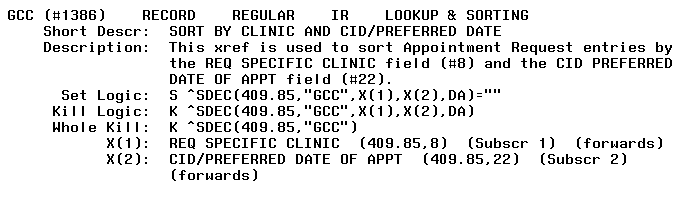 GCC (#1386)    RECORD    REGULAR    IR    LOOKUP & SORTING
Short Descr:  SORT BY CLINIC AND CID/PREFERRED DATE
Description:  This xref is used to sort Appointment Request entries by
the REQ SPECIFIC CLINIC field (#8) and the CID PREFERRED
DATE OF APPT field (#22).
Set Logic:  S ^SDEC(409.85,"GCC",X(1),X(2),DA)=""
Kill Logic:  K ^SDEC(409.85,"GCC",X(1),X(2),DA)
Whole Kill:  K ^SDEC(409.85,"GCC")
X(1):  REQ SPECIFIC CLINIC  (409.85,8)  (Subscr 1)  (forwards)
X(2):  CID/PREFERRED DATE OF APPT  (409.85,22)  (Subscr 2)
(forwards)